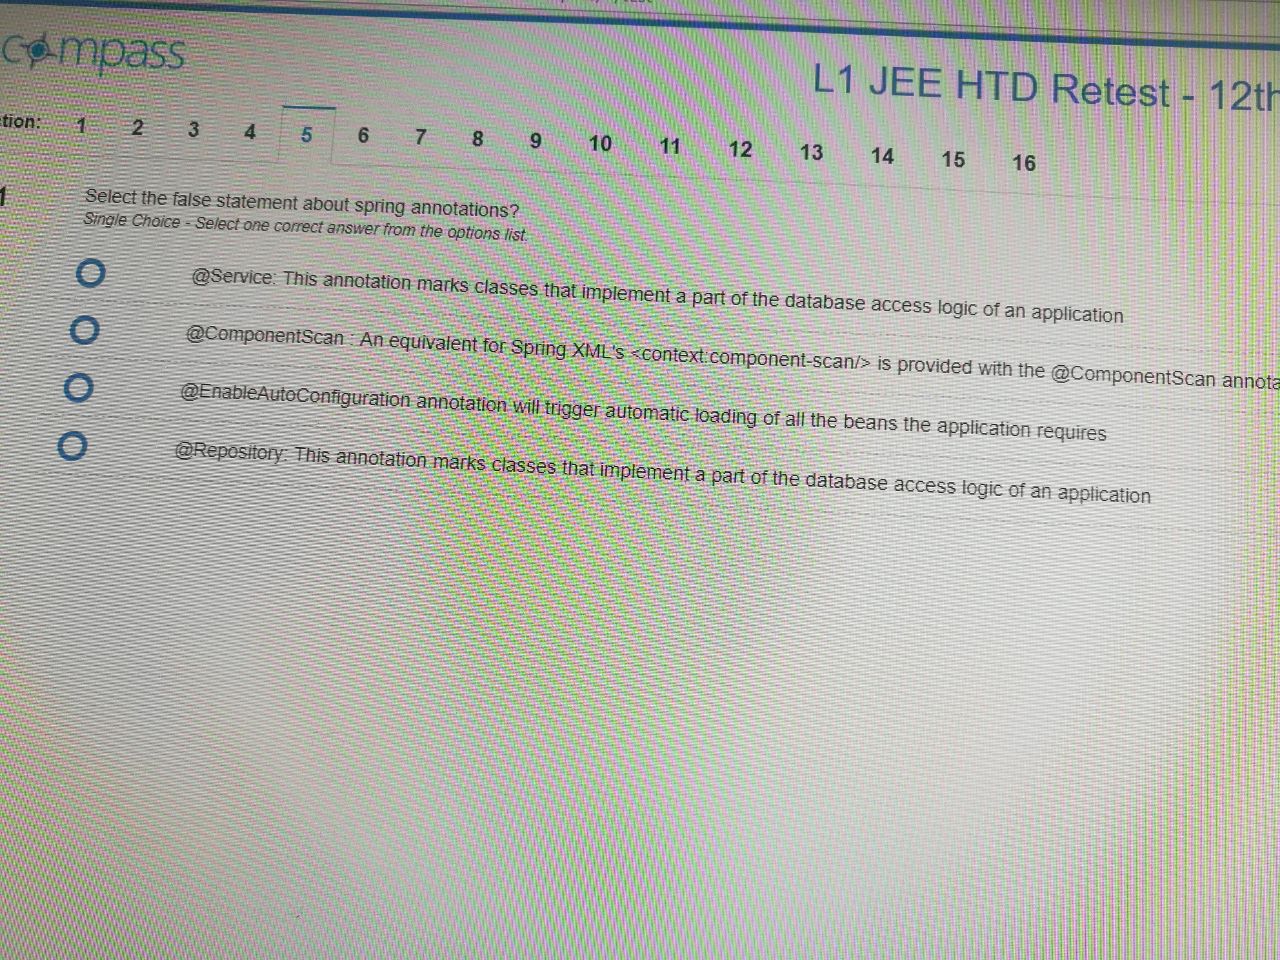 compass
L1 JEE HTD Retest - 12th
tion: 1 2 3 4 5 6 7 8 9 10 11 12 13 14 15 16
1
Select the false statement about spring annotations?
Single Choice - Select one correct answer from the options list.
@Service: This annotation marks classes that implement a part of the database access logic of an application
@ComponentScan : An equivalent for Spring XML's <context:component-scan/> is provided with the @ComponentScan annota
@EnableAutoConfiguration annotation will trigger automatic loading of all the beans the application requires
@Repository: This annotation marks classes that implement a part of the database access logic of an application